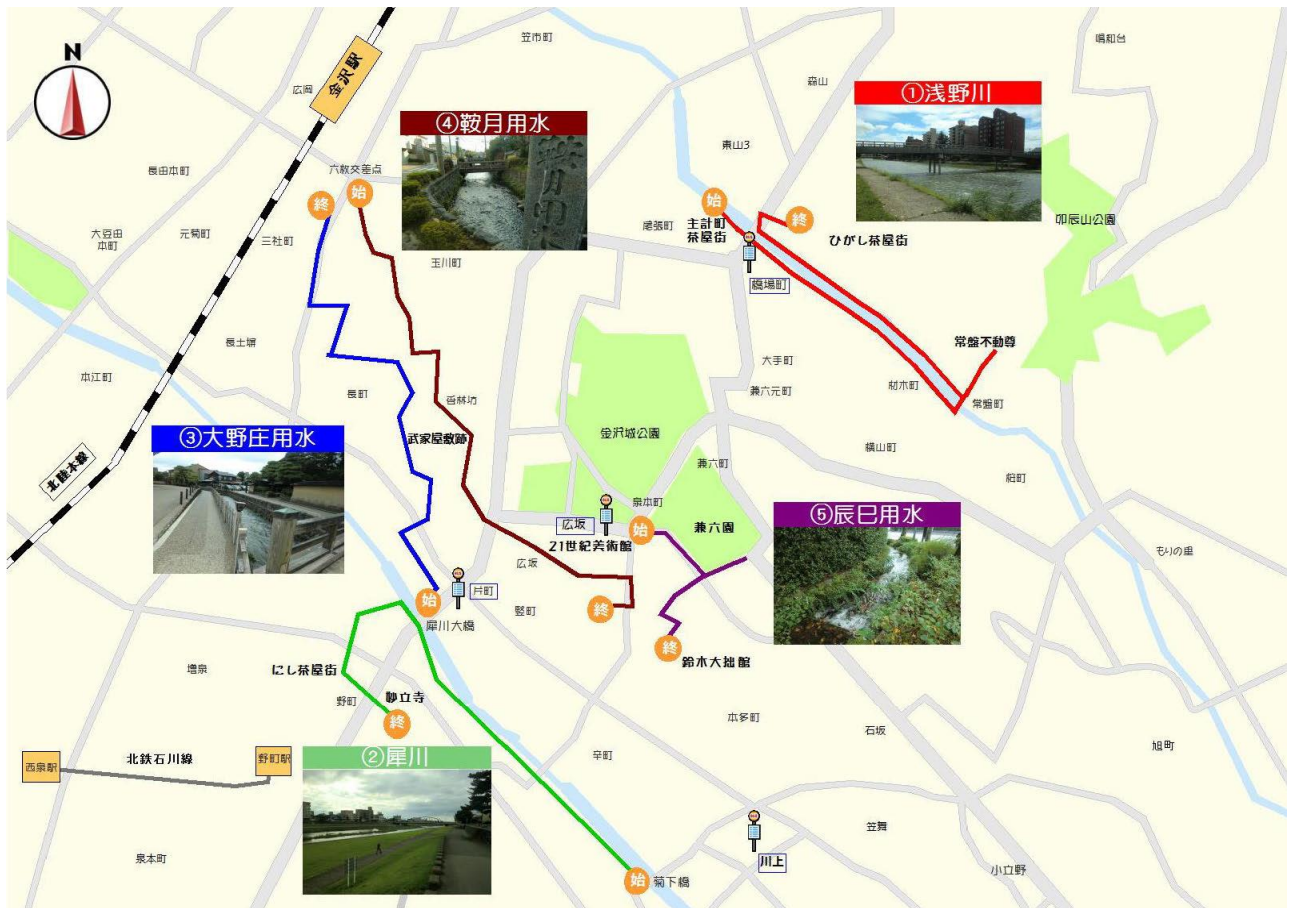 N
金沢駅
広岡
笠市町
鳴和台
森山
①浅野川
④鞍月用水
東山3
六枚交差点
長田本町
始
終
始
終
卯辰山公園
主計町
茶屋街
尾張町
ひがし茶屋街
大豆田
本町
元菊町
三社町
玉川町
橋場町
長土塀
大手町
常盤不動尊
本江町
長町
香林坊
兼六元町
材木町
常盤町
③大野庄用水
武家屋敷跡
金沢城公園
横山町
兼六町
北陸本線
泉本町
⑤辰巳用水
広坂
始
兼六園
21世紀美術館
もりの里
広坂
片町
始
竪町
終
犀川大橋
終
鈴木大拙館
増泉
にし茶屋街
野町
妙立寺
終
本多町
石坂
旭町
北鉄石川線
西泉駅
野町駅
②犀川
幸町
笠舞
泉本町
川上
小立野
始
菊下橋